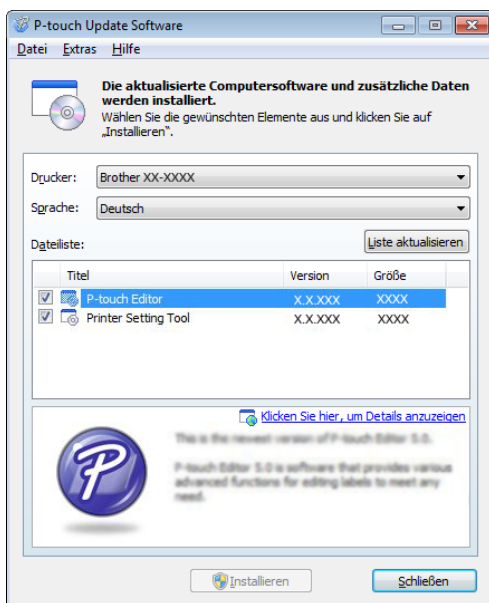 P-touch Update Software
Datei Extras Hilfe
Die aktualisierte Computersoftware und zusätzliche Daten
werden installiert.
Wählen Sie die gewünschten Elemente aus und klicken Sie auf
„Installieren“.
Drucker: Brother XX-XXXX
Sprache: Deutsch
Dateiliste: Liste aktualisieren
Titel Version Größe
P-touch Editor X.X.XXX XXXX
Printer Setting Tool X.X.XXX XXXX
Klicken Sie hier, um Details anzuzeigen
This is the newest version of P-touch Editor 5.0.
P-touch Editor 5.0 is software that provides various
advanced functions for editing labels to meet any
need.
P
Installieren Schließen